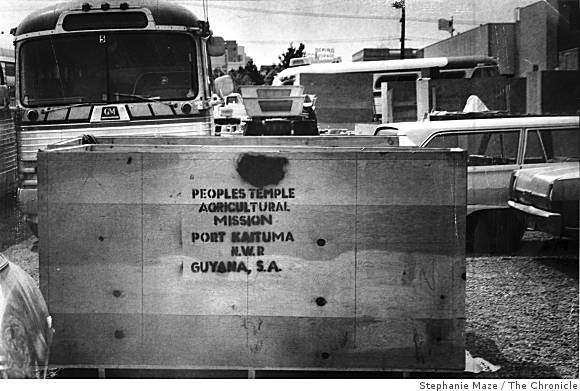 GM
PEOPLES TEMPLE
AGRICULTURAL
MISSION
PORT KAITUMA
N.W.R
GUYANA, S.A.
Stephanie Maze / The Chronicle